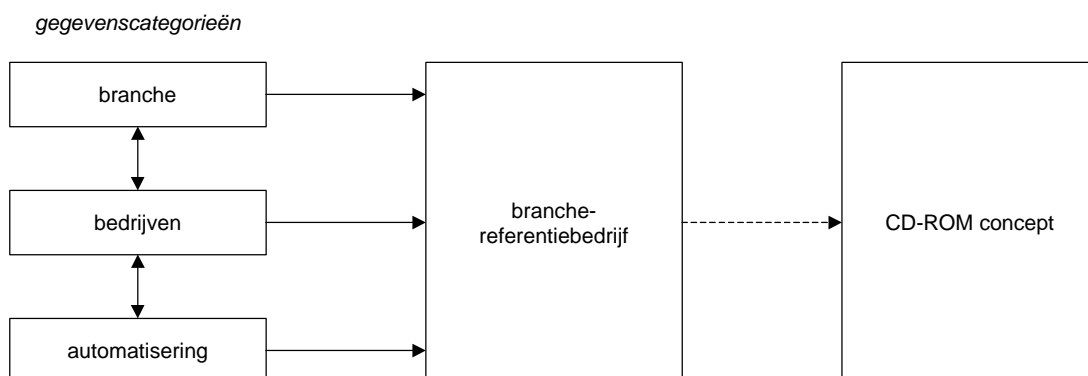 gegevenscategorieën
branche
bedrijven
automatisering
branche-
referentiebedrijf
CD-ROM concept